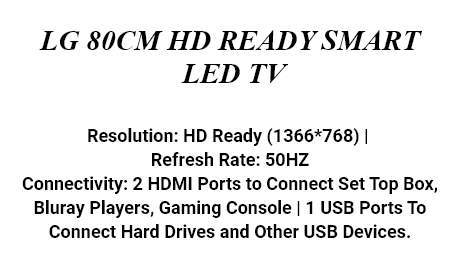 LG 80CM HD READY SMART
LED TV
Resolution: HD Ready (1366*768) |
Refresh Rate: 50HZ
Connectivity: 2 HDMI Ports to Connect Set Top Box,
Bluray Players, Gaming Console | 1 USB Ports To
Connect Hard Drives and Other USB Devices.